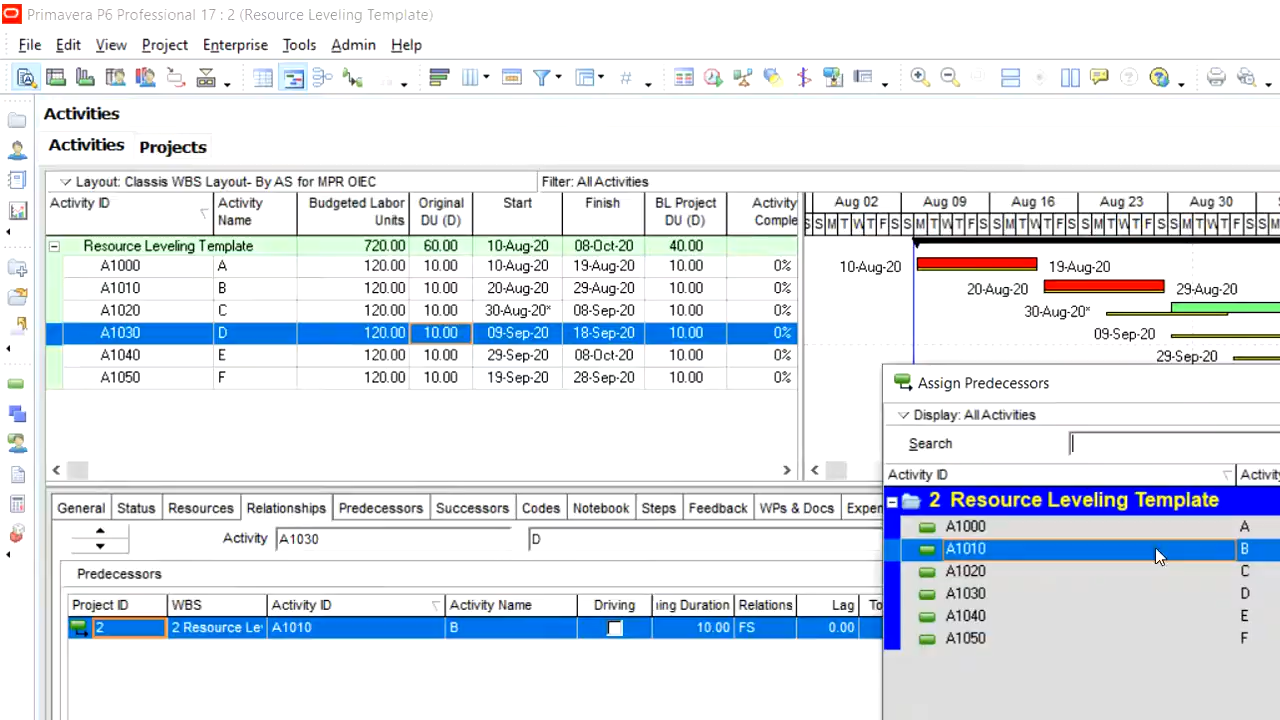 Primavera P6 Professional 17 : 2 (Resource Leveling Template)
File Edit View Project Enterprise Tools Admin Help
Activities
Activities Projects
Layout: Classis WBS Layout- By AS for MPR OIEC Filter: All Activities
Activity ID Activity Name Budgeted Labor Units Original DU (D) Start Finish BL Project DU (D) Activity Comple
Aug 02 Aug 09 Aug 16 Aug 23 Aug 30
S S M T W T F S S M T W T F S S M T W T F S S M T W T F S S M T W T F S S
Resource Leveling Template 720.00 60.00 10-Aug-20 08-Oct-20 40.00
A1000 A 120.00 10.00 10-Aug-20 19-Aug-20 10.00 0% 10-Aug-20 19-Aug-20
A1010 B 120.00 10.00 20-Aug-20 29-Aug-20 10.00 0% 20-Aug-20 29-Aug-20
A1020 C 120.00 10.00 30-Aug-20* 08-Sep-20 10.00 0% 30-Aug-20*
A1030 D 120.00 10.00 09-Sep-20 18-Sep-20 10.00 0% 09-Sep-20
A1040 E 120.00 10.00 29-Sep-20 08-Oct-20 10.00 0% 29-Sep-20
A1050 F 120.00 10.00 19-Sep-20 28-Sep-20 10.00 0%
General Status Resources Relationships Predecessors Successors Codes Notebook Steps Feedback WPs & Docs Expen
Activity A1030 D
Predecessors
Project ID WBS Activity ID Activity Name Driving ing Duration Relations Lag To
2 2 Resource Le A1010 B 10.00 FS 0.00
Assign Predecessors
Display: All Activities
Search
Activity ID Activity
2 Resource Leveling Template
A1000 A
A1010 B
A1020 C
A1030 D
A1040 E
A1050 F